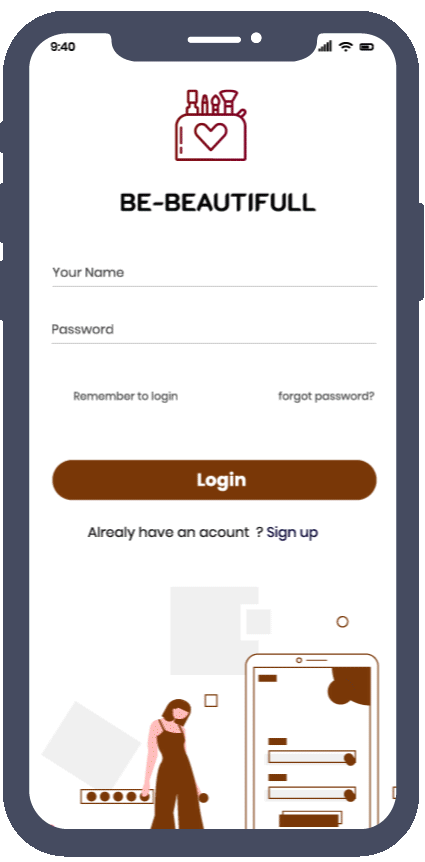 9:40
BE-BEAUTIFULL
Your Name
Password
Remember to login forgot password?
Login
Alrealy have an acount ? Sign up